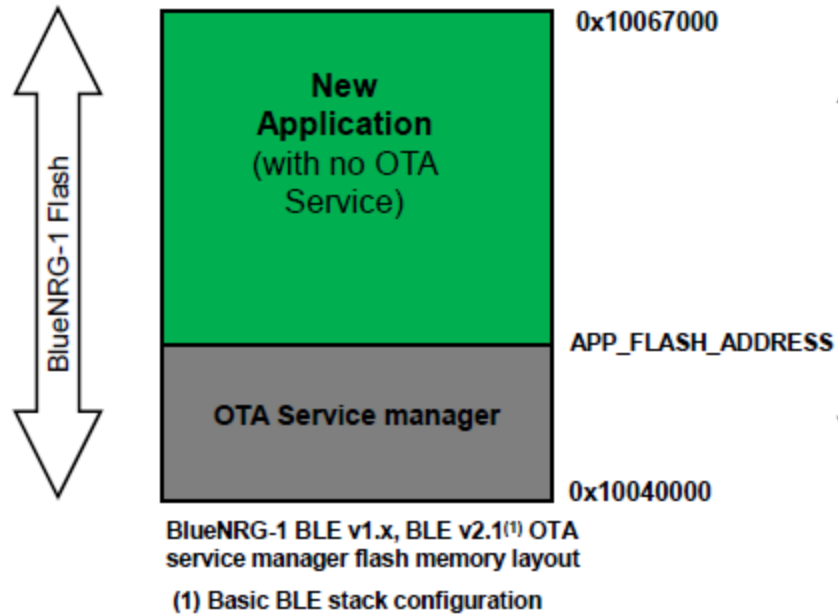 0x10067000
New
Application
(with no OTA
Service)
BlueNRG-1 Flash
APP_FLASH_ADDRESS
OTA Service manager
0x10040000
BlueNRG-1 BLE v1.x, BLE v2.1⁽¹⁾ OTA
service manager flash memory layout
(1) Basic BLE stack configuration